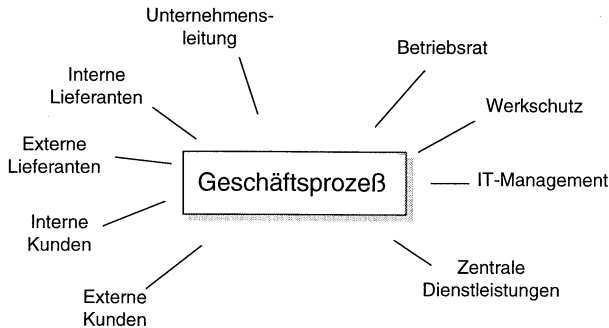 Unternehmens-
leitung
Betriebsrat
Interne
Lieferanten
Werkschutz
Externe
Lieferanten
Geschäftsprozeß
IT-Management
Interne
Kunden
Zentrale
Dienstleistungen
Externe
Kunden